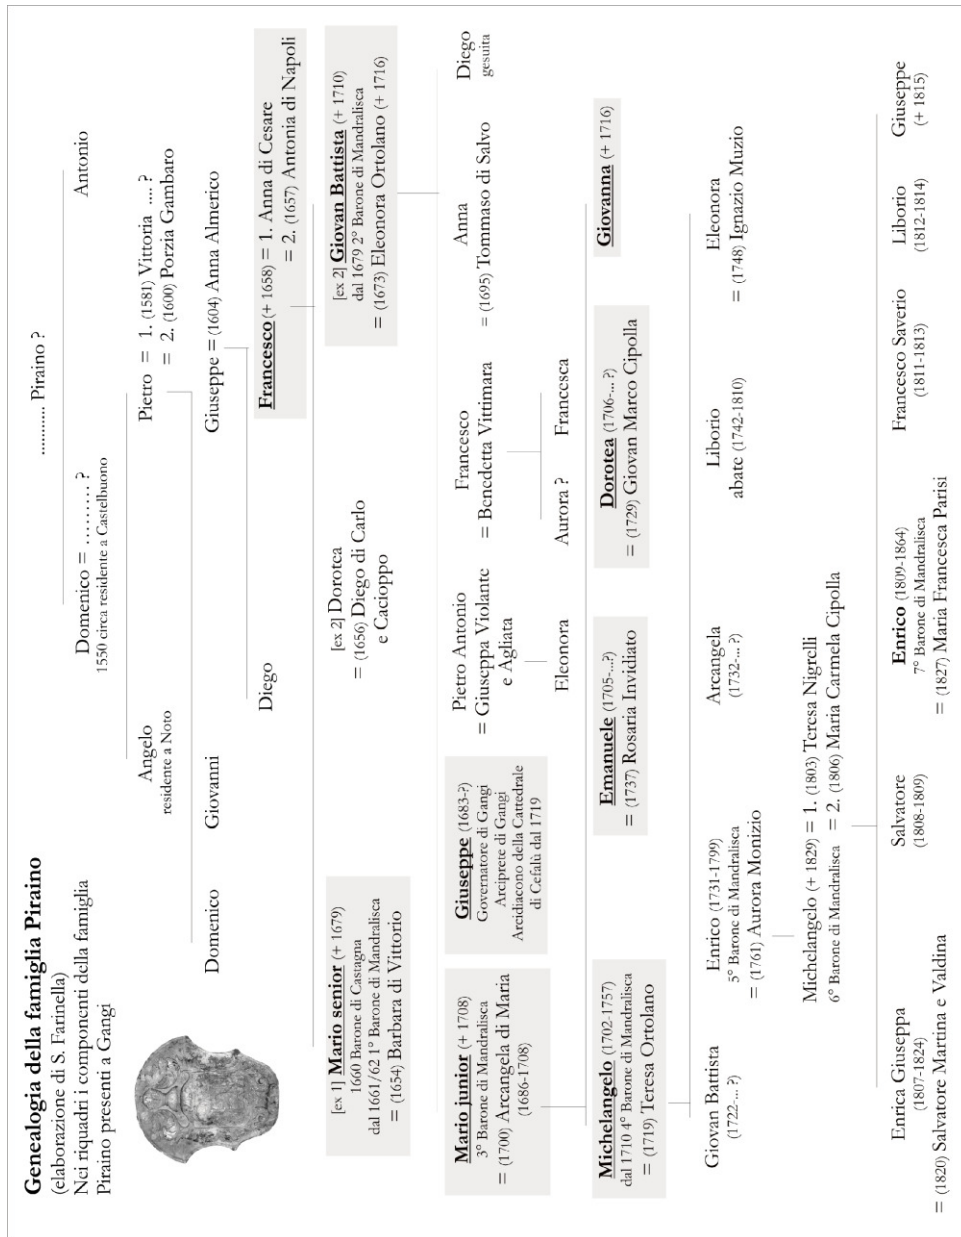 Genealogia della famiglia Piraino
(elaborazione di S. Farinella)
Nei riquadri i componenti della famiglia
Piraino presenti a Gangi
............ Piraino ?
Domenico = ......... ?
1550 circa residente a Castelbuono
Antonio
Angelo
residente a Noto
Pietro = 1. (1581) Vittoria .... ?
= 2. (1600) Porzia Gambaro
Domenico
Giovanni
Giuseppe = (1604) Anna Almerico
Diego
Francesco (+ 1658) = 1. Anna di Cesare
= 2. (1657) Antonia di Napoli
[ex 1] Mario senior (+ 1679)
1660 Barone di Castagna
dal 1661/62 1° Barone di Mandralisca
= (1654) Barbara di Vittorio
[ex 2] Dorotea
= (1656) Diego di Carlo
e Cacioppo
[ex 2] Giovan Battista (+ 1710)
dal 1679 2° Barone di Mandralisca
= (1673) Eleonora Ortolano (+ 1716)
Mario junior (+ 1708)
3° Barone di Mandralisca
= (1700) Arcangela di Maria
(1686-1708)
Giuseppe (1683-?)
Governatore di Gangi
Arciprete di Gangi
Arcidiacono della Cattedrale
di Cefalù dal 1719
Pietro Antonio
= Giuseppa Violante
e Agliata
Francesco
= Benedetta Vittimara
Anna
= (1695) Tommaso di Salvo
Diego
gesuita
Eleonora
Aurora ?
Francesca
Michelangelo (1702-1757)
dal 1710 4° Barone di Mandralisca
= (1719) Teresa Ortolano
Emanuele (1705-...?)
= (1737) Rosaria Invidiato
Dorotea (1706-... ?)
= (1729) Giovan Marco Cipolla
Giovanna (+ 1716)
Giovan Battista
(1722-... ?)
Enrico (1731-1799)
5° Barone di Mandralisca
= (1761) Aurora Monizio
Arcangela
(1732-... ?)
Liborio
abate (1742-1810)
Eleonora
= (1748) Ignazio Muzio
Michelangelo (+ 1829) = 1. (1803) Teresa Nigrelli
6° Barone di Mandralisca = 2. (1806) Maria Carmela Cipolla
Enrica Giuseppa
(1807-1824)
= (1820) Salvatore Martina e Valdina
Salvatore
(1808-1809)
Enrico (1809-1864)
7° Barone di Mandralisca
= (1827) Maria Francesca Parisi
Francesco Saverio
(1811-1813)
Liborio
(1812-1814)
Giuseppe
(+ 1815)